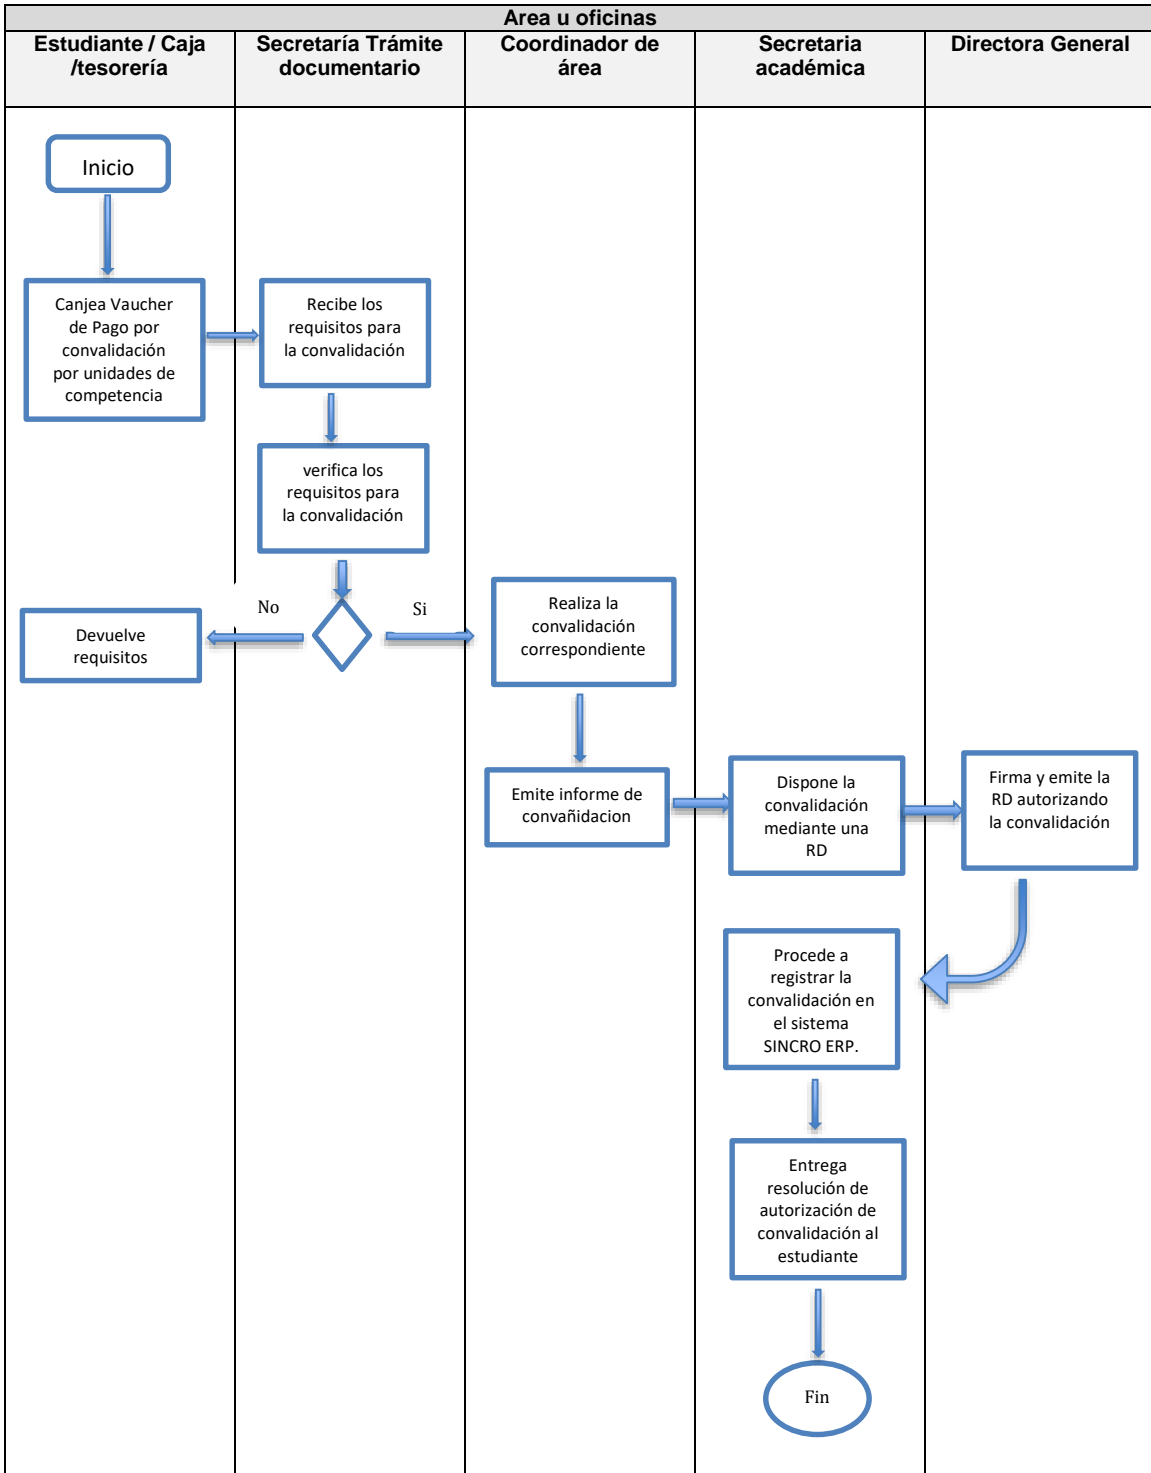 Area u oficinas
Estudiante / Caja
/tesorería
Secretaría Trámite
documentario
Coordinador de
área
Secretaria
académica
Directora General
Inicio
Canjea Vaucher
de Pago por
convalidación
por unidades de
competencia
Recibe los
requisitos para
la convalidación
verifica los
requisitos para
la convalidación
No
Si
Devuelve
requisitos
Realiza la
convalidación
correspondiente
Emite informe de
convañidacion
Dispone la
convalidación
mediante una
RD
Firma y emite la
RD autorizando
la convalidación
Procede a
registrar la
convalidación en
el sistema
SINCRO ERP.
Entrega
resolución de
autorización de
convalidación al
estudiante
Fin